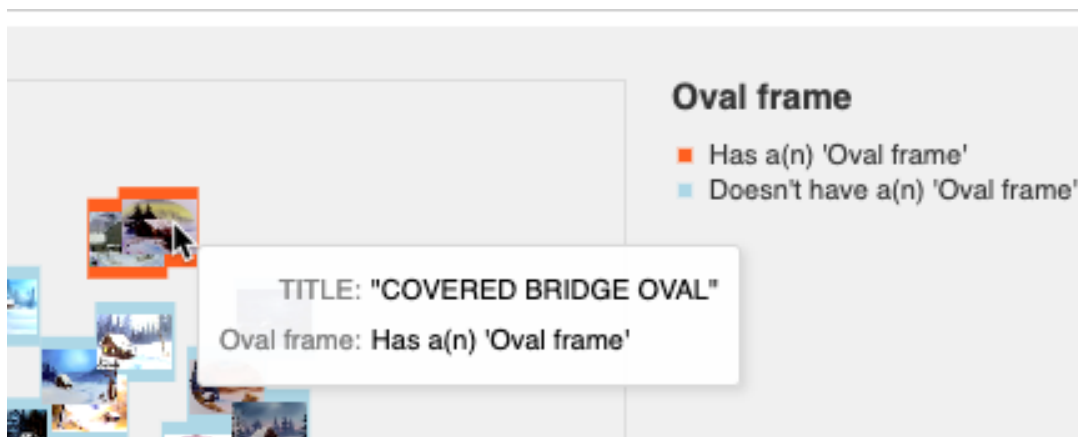 Oval frame
Has a(n) 'Oval frame'
Doesn't have a(n) 'Oval frame'
TITLE: "COVERED BRIDGE OVAL"
Oval frame: Has a(n) 'Oval frame'